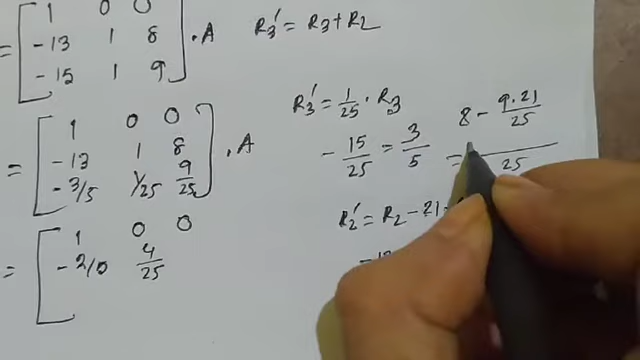 1 0 0
= -13 1 8 . A R3' = R3 + R2
-15 1 9
R3' = 1/25 . R3
1 0 0 8 - 9.21/25
= -13 1 8 . A - 15/25 = 3/5 = 25
-3/5 1/25 9/25
R2' = R2 - 21
1 0 0
= -2/0 4/25